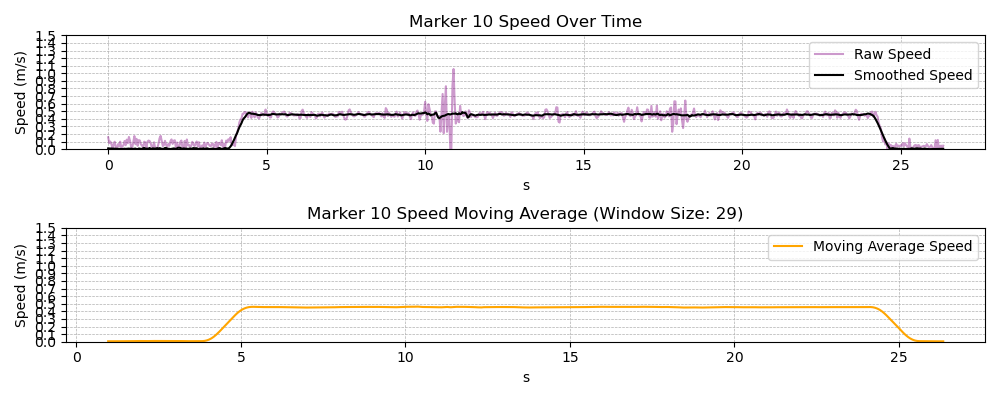 Marker 10 Speed Over Time
Speed (m/s)
1.5
1.4
1.3
1.2
1.1
1.0
0.9
0.8
0.7
0.6
0.5
0.4
0.3
0.2
0.1
0.0
Raw Speed
Smoothed Speed
0 5 10 15 20 25
s
Marker 10 Speed Moving Average (Window Size: 29)
Speed (m/s)
1.5
1.4
1.3
1.2
1.1
1.0
0.9
0.8
0.7
0.6
0.5
0.4
0.3
0.2
0.1
0.0
Moving Average Speed
0 5 10 15 20 25
s